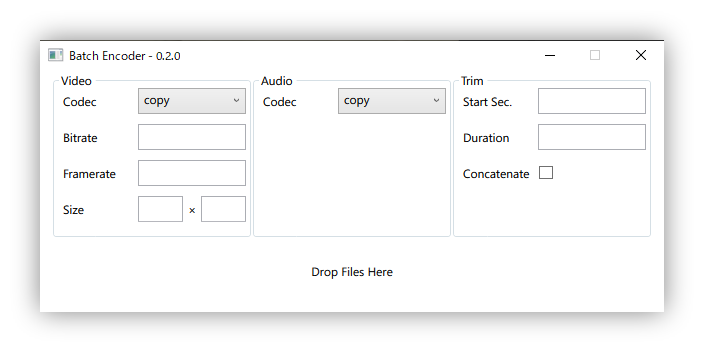 Batch Encoder - 0.2.0
Video
Codec
copy
Bitrate
Framerate
Size
×
Audio
Codec
copy
Trim
Start Sec.
Duration
Concatenate
Drop Files Here